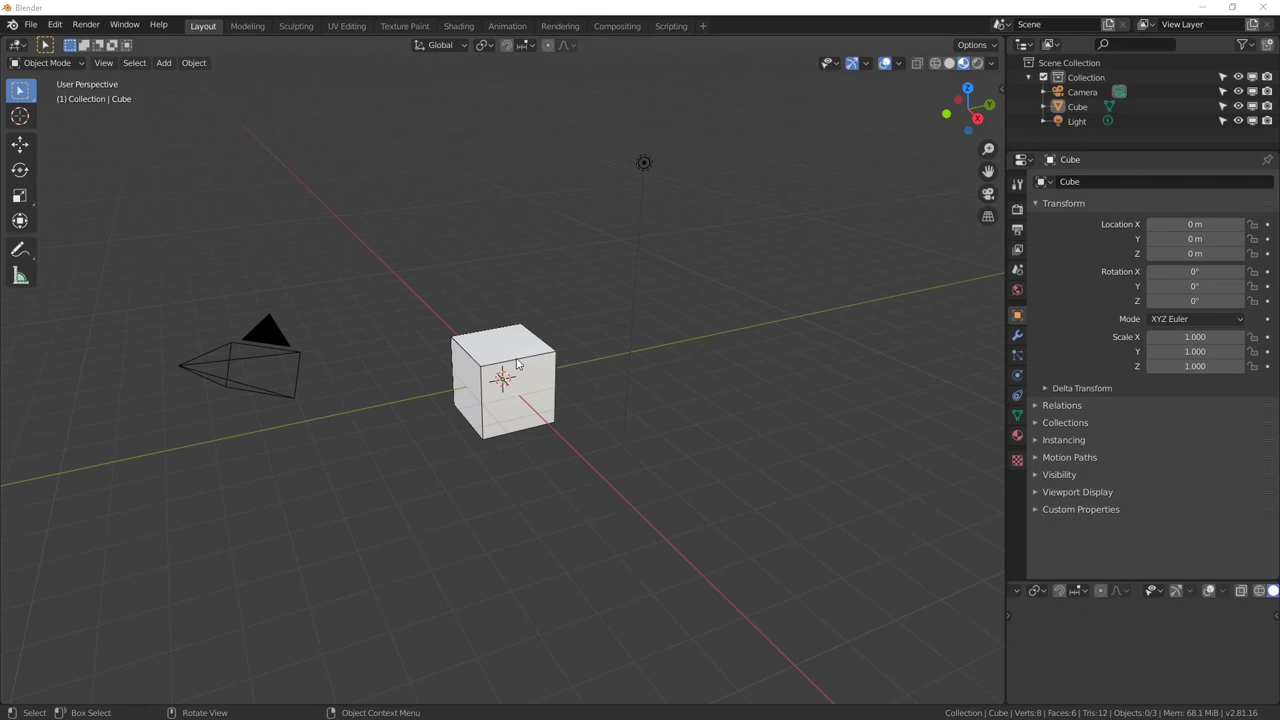 Blender
File Edit Render Window Help
Layout Modeling Sculpting UV Editing Texture Paint Shading Animation Rendering Compositing Scripting +
Scene
View Layer
Global
Options
Object Mode View Select Add Object
User Perspective
(1) Collection | Cube
Z
Y
X
Scene Collection
Collection
Camera
Cube
Light
Cube
Cube
Transform
Location X 0 m
Y 0 m
Z 0 m
Rotation X 0°
Y 0°
Z 0°
Mode XYZ Euler
Scale X 1.000
Y 1.000
Z 1.000
Delta Transform
Relations
Collections
Instancing
Motion Paths
Visibility
Viewport Display
Custom Properties
Select Box Select Rotate View Object Context Menu
Collection | Cube | Verts:8 | Faces:6 | Tris:12 | Objects:0/3 | Mem: 68.1 MiB | v2.81.16